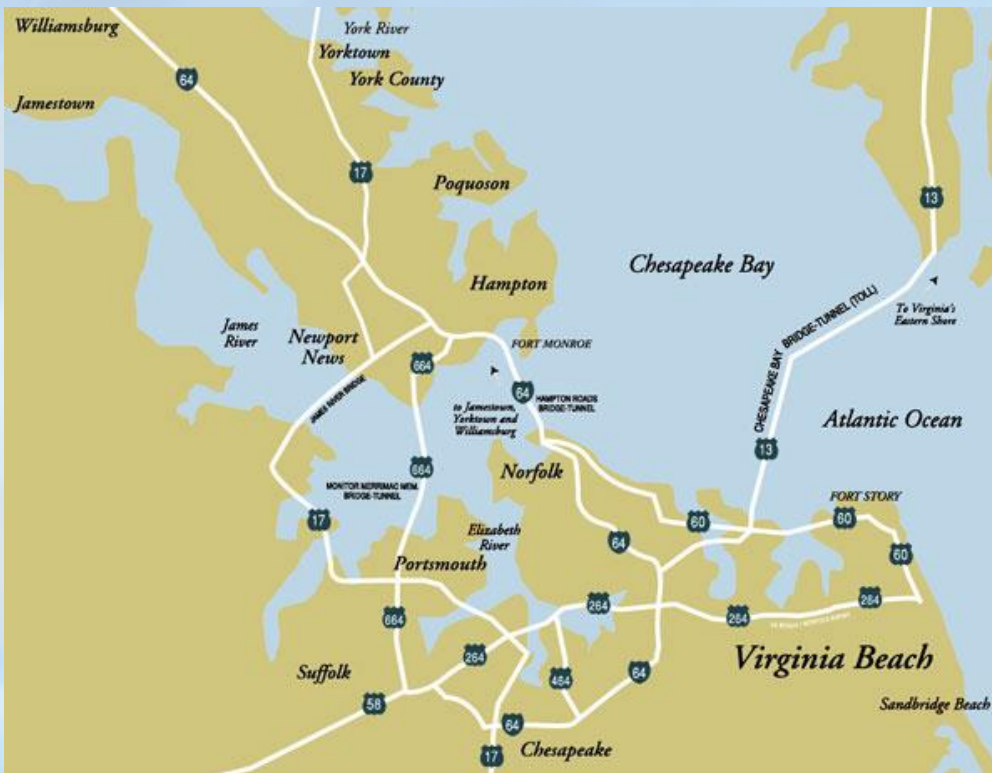 Williamsburg
York River
Yorktown
York County
64
Jamestown
17
Poquoson
13
Chesapeake Bay
Hampton
To Virginia's
Eastern Shore
James
River
Newport
News
FORT MONROE
CHESAPEAKE BAY BRIDGE-TUNNEL (TOLL)
664
JAMES RIVER BRIDGE
64
HAMPTON ROADS
BRIDGE-TUNNEL
to Jamestown,
Yorktown and
Williamsburg
Atlantic Ocean
13
Norfolk
664
MONITOR MERRIMAC MEM.
BRIDGE-TUNNEL
FORT STORY
17
60
60
Elizabeth
River
64
60
Portsmouth
664
264
264
264
Virginia Beach
264
Suffolk
464
64
58
Sandbridge Beach
64
Chesapeake
17